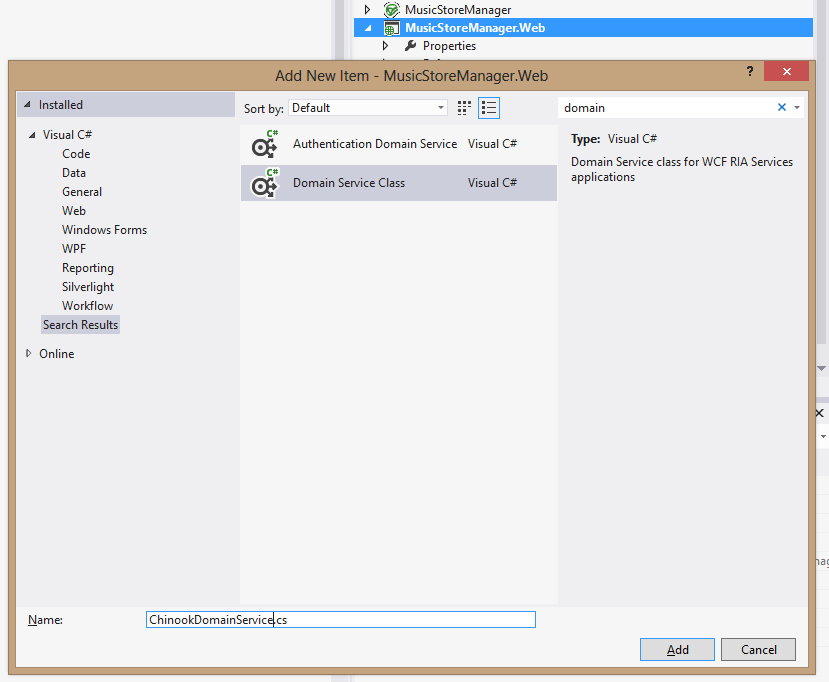 MusicStoreManager
MusicStoreManager.Web
Properties
Add New Item - MusicStoreManager.Web
?
Installed
Sort by: Default
domain
Visual C#
Code
Data
General
Web
Windows Forms
WPF
Reporting
Silverlight
Workflow
Search Results
Online
C# Authentication Domain Service Visual C#
C# Domain Service Class Visual C#
Type: Visual C#
Domain Service class for WCF RIA Services
applications
Name: ChinookDomainService.cs
Add Cancel